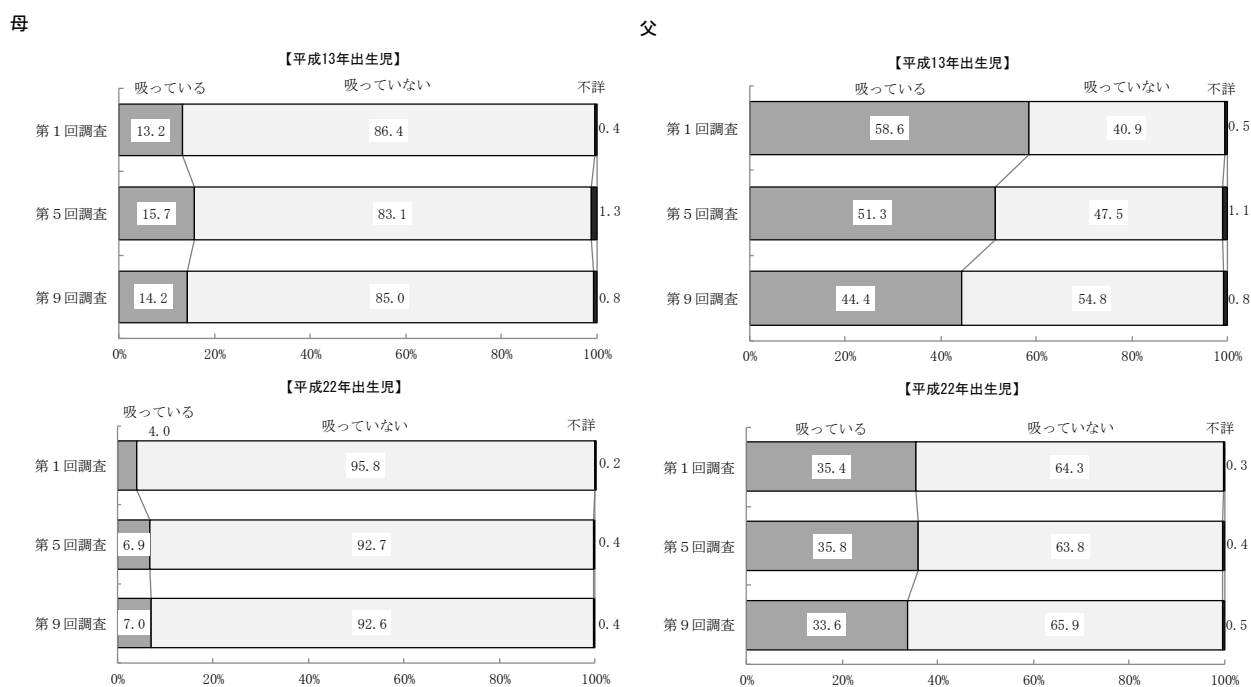 母
【平成13年出生児】
吸っている 吸っていない 不詳
第1回調査 13.2 86.4 0.4
第5回調査 15.7 83.1 1.3
第9回調査 14.2 85.0 0.8
0% 20% 40% 60% 80% 100%
【平成22年出生児】
吸っている 吸っていない 不詳
第1回調査 4.0 95.8 0.2
第5回調査 6.9 92.7 0.4
第9回調査 7.0 92.6 0.4
0% 20% 40% 60% 80% 100%
父
【平成13年出生児】
吸っている 吸っていない 不詳
第1回調査 58.6 40.9 0.5
第5回調査 51.3 47.5 1.1
第9回調査 44.4 54.8 0.8
0% 20% 40% 60% 80% 100%
【平成22年出生児】
吸っている 吸っていない 不詳
第1回調査 35.4 64.3 0.3
第5回調査 35.8 63.8 0.4
第9回調査 33.6 65.9 0.5
0% 20% 40% 60% 80% 100%